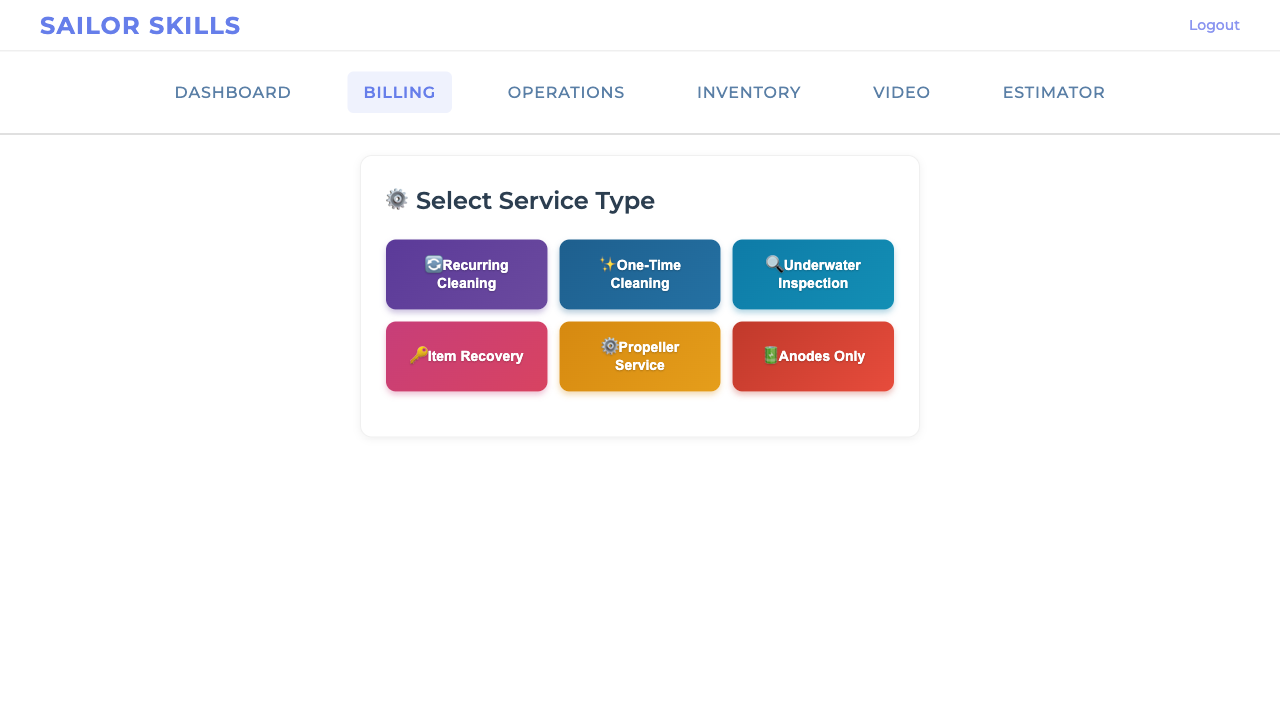 SAILOR SKILLS
Logout
DASHBOARD BILLING OPERATIONS INVENTORY VIDEO ESTIMATOR
⚙️ Select Service Type
🔄Recurring
Cleaning
✨One-Time
Cleaning
🔍Underwater
Inspection
🔑Item Recovery
⚙️Propeller
Service
🔋Anodes Only